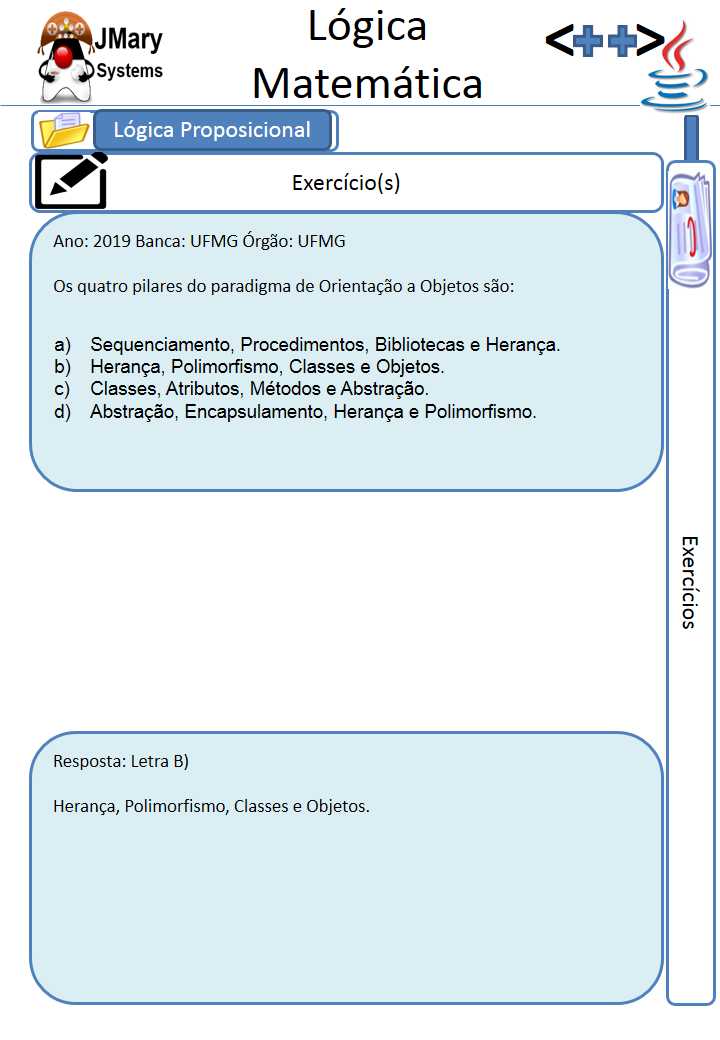 JMary
Systems
Lógica
Matemática
<++>
Lógica Proposicional
Exercício(s)
Ano: 2019 Banca: UFMG Órgão: UFMG
Os quatro pilares do paradigma de Orientação a Objetos são:
a) Sequenciamento, Procedimentos, Bibliotecas e Herança.
b) Herança, Polimorfismo, Classes e Objetos.
c) Classes, Atributos, Métodos e Abstração.
d) Abstração, Encapsulamento, Herança e Polimorfismo.
Exercícios
Resposta: Letra B)
Herança, Polimorfismo, Classes e Objetos.